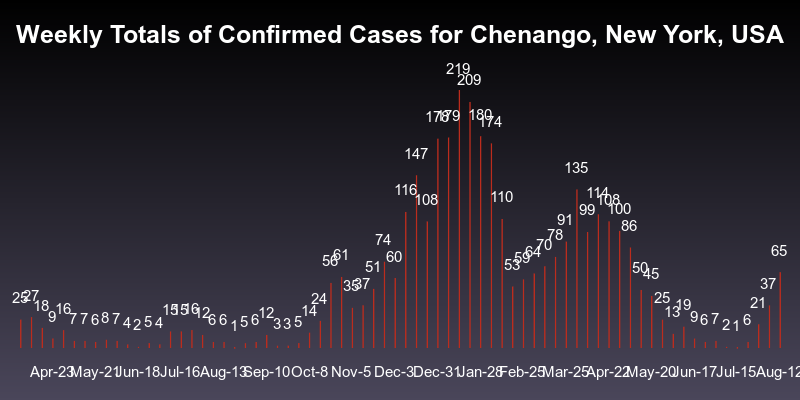 Weekly Totals of Confirmed Cases for Chenango, New York, USA
25 27 18 9 16 7 7 6 8 7 4 2 5 4 15 15 16 12 6 6 1 5 6 12 3 3 5 14 24 56 61 35 37 51 74 60 116 147 108 178 179 219 209 180 174 110 53 59 64 70 78 91 135 99 114 108 100 86 50 45 25 13 19 9 6 7 2 1 6 21 37 65
Apr-23 May-21 Jun-18 Jul-16 Aug-13 Sep-10 Oct-8 Nov-5 Dec-3 Dec-31 Jan-28 Feb-25 Mar-25 Apr-22 May-20 Jun-17 Jul-15 Aug-12